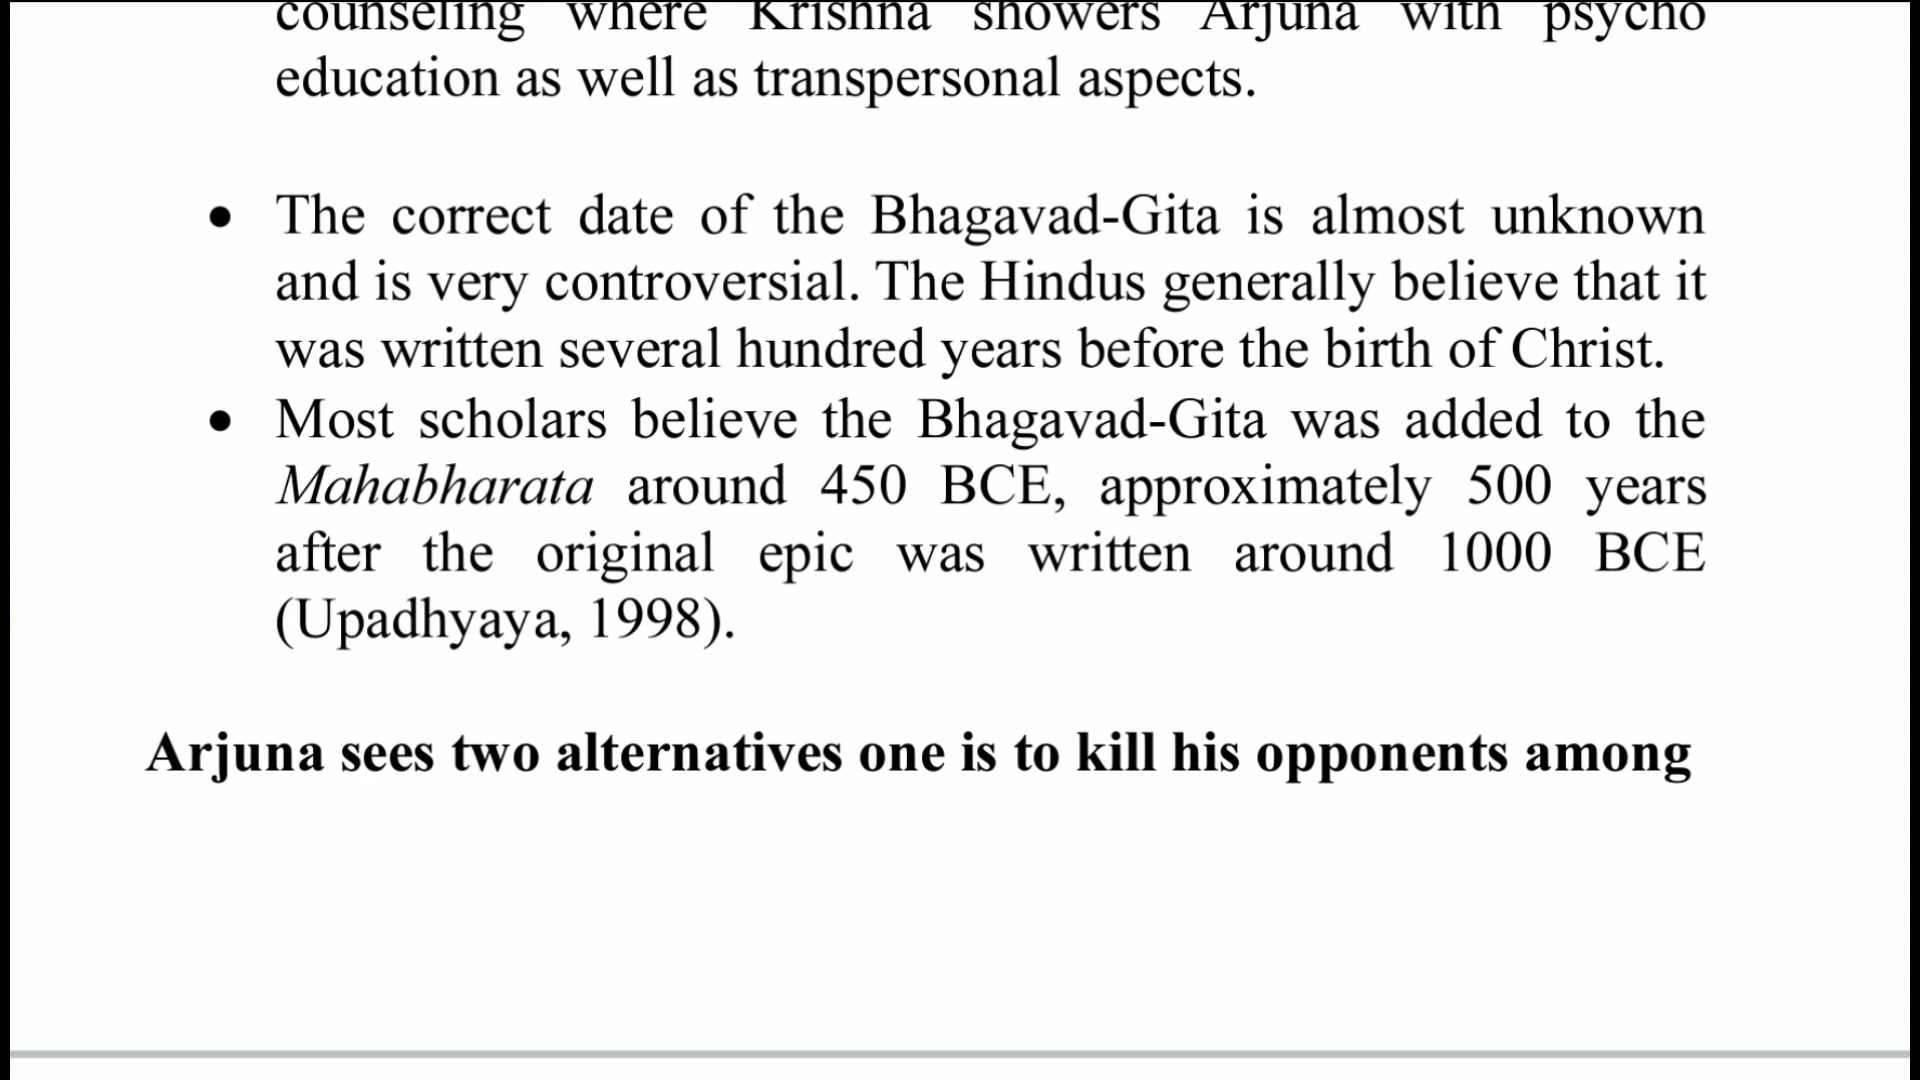 counseling where Krishna showers Arjuna with psycho
education as well as transpersonal aspects.
• The correct date of the Bhagavad-Gita is almost unknown
and is very controversial. The Hindus generally believe that it
was written several hundred years before the birth of Christ.
• Most scholars believe the Bhagavad-Gita was added to the
Mahabharata around 450 BCE, approximately 500 years
after the original epic was written around 1000 BCE
(Upadhyaya, 1998).
Arjuna sees two alternatives one is to kill his opponents among